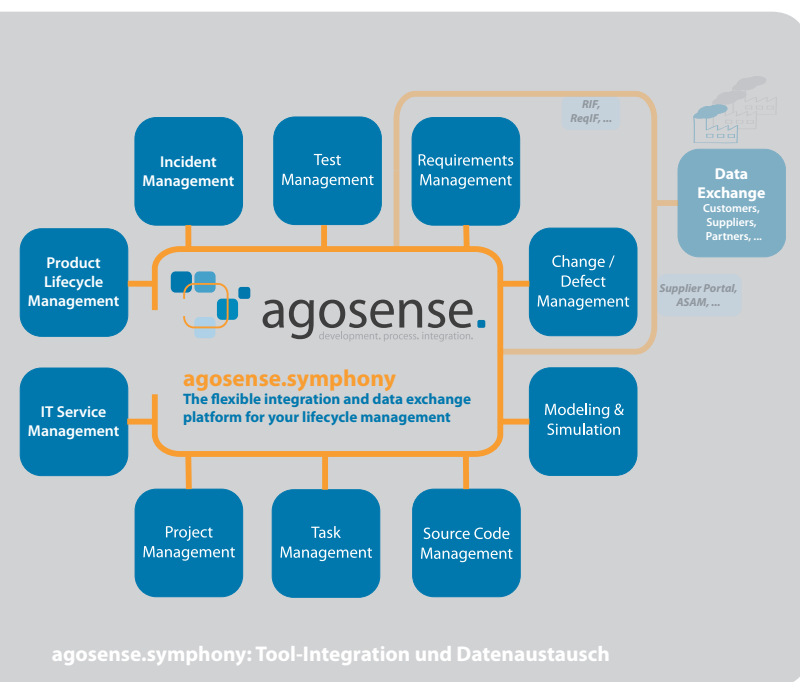 RIF,
ReqIF, ...
Incident
Management
Test
Management
Requirements
Management
Data
Exchange
Customers,
Suppliers,
Partners, ...
Product
Lifecycle
Management
Change /
Defect
Management
Supplier Portal,
ASAM, ...
agosense.
development. process. integration.
agosense.symphony
The flexible integration and data exchange
platform for your lifecycle management
IT Service
Management
Modeling &
Simulation
Project
Management
Task
Management
Source Code
Management
agosense.symphony: Tool-Integration und Datenaustausch